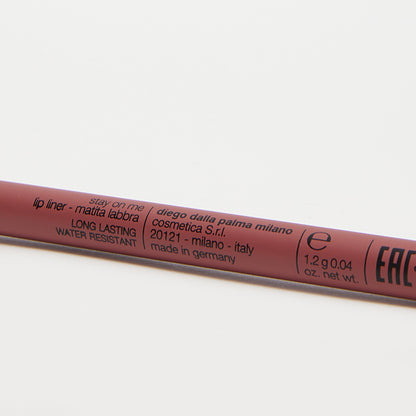 stay on me
lip liner - matita labbra
LONG LASTING
WATER RESISTANT
diego dalla palma milano
cosmetica S.r.l.
20121 - milano - italy
made in germany
e
1.2 g 0.04
oz. net wt.
EAC